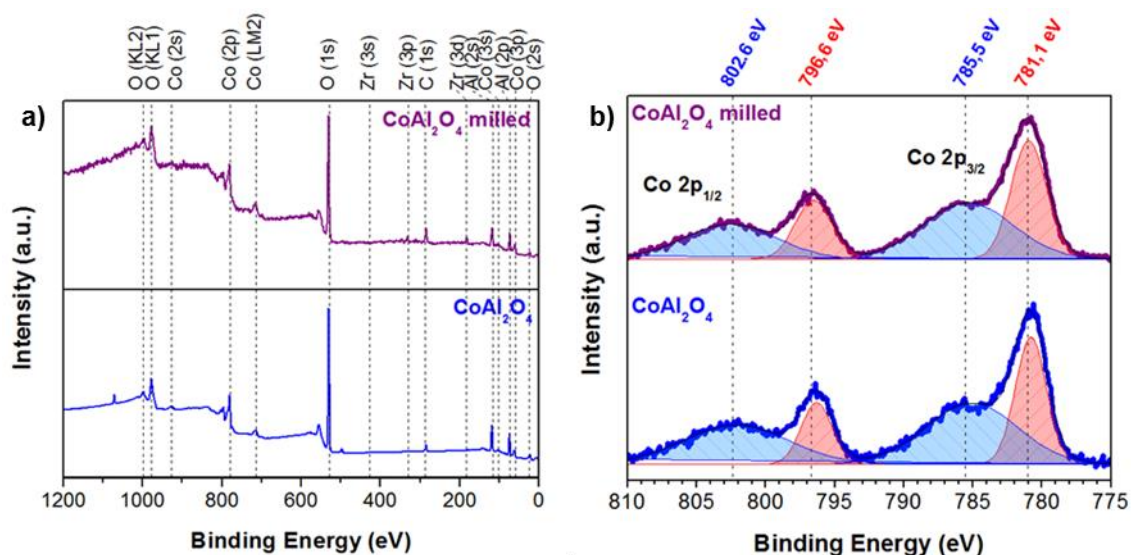 a)
O (KL2)
O (KL1)
Co (2s)
Co (2p)
Co (LM2)
O (1s)
Zr (3s)
Zr (3p)
C (1s)
Zr (3d)
Al (2s)
Co (3s)
Al (2p)
Co (3p)
O (2s)
CoAl2O4 milled
CoAl2O4
Intensity (a.u.)
1200 1000 800 600 400 200 0
Binding Energy (eV)
b)
802.6 eV
796,6 eV
785,5 eV
781,1 eV
CoAl2O4 milled
Co 2p1/2
Co 2p3/2
CoAl2O4
Intensity (a.u.)
810 805 800 795 790 785 780 775
Binding Energy (eV)